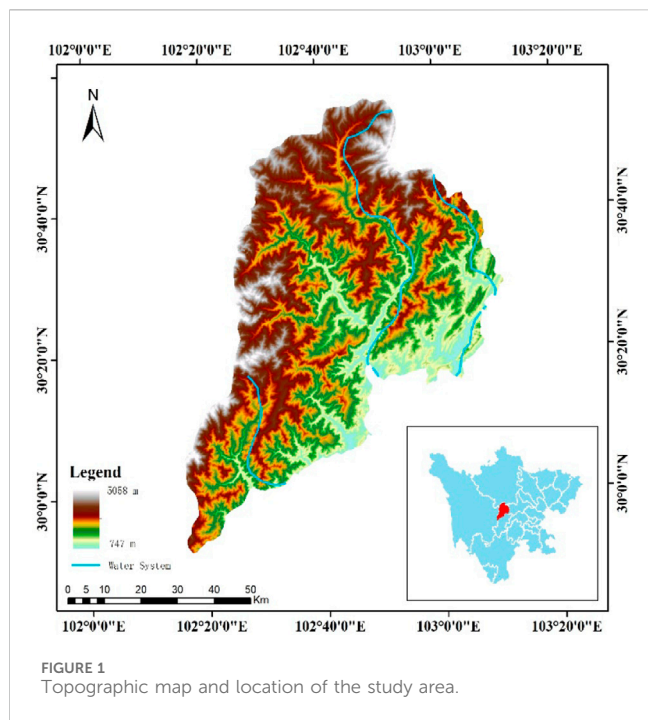 102°0'0"E 102°20'0"E 102°40'0"E 103°0'0"E 103°20'0"E
N
30°40'0"N 30°40'0"N
30°20'0"N 30°20'0"N
30°0'0"N 30°0'0"N
Legend
5058 m
747 m
Water System
0 5 10 20 30 40 50
Km
102°0'0"E 102°20'0"E 102°40'0"E 103°0'0"E 103°20'0"E
FIGURE 1
Topographic map and location of the study area.